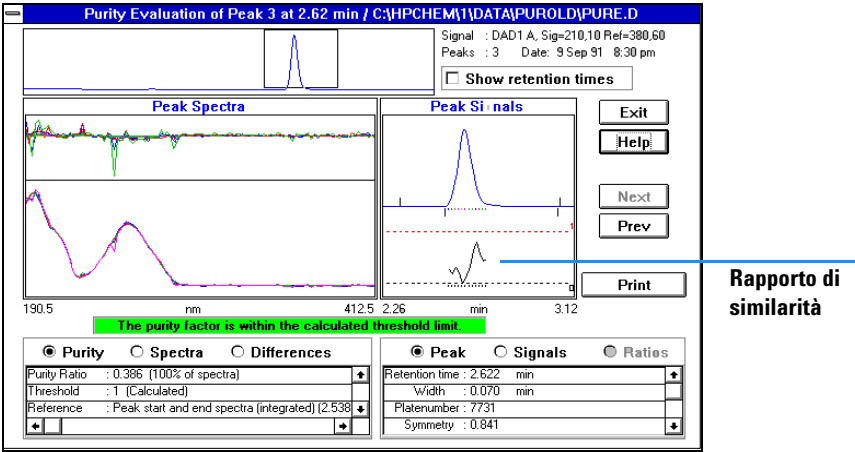 Purity Evaluation of Peak 3 at 2.62 min / C:\HPCHEM\1\DATA\PUROLD\PURE.D
Signal : DAD1 A, Sig=210,10 Ref=380,60
Peaks : 3 Date: 9 Sep 91 8:30 pm
Show retention times
Peak Spectra
Peak Si nals
1
0
190.5 nm 412.5
2.26 min 3.12
Exit
Help
Next
Prev
Print
Rapporto di
similarità
The purity factor is within the calculated threshold limit.
Purity Spectra Differences
Purity Ratio : 0.386 (100% of spectra)
Threshold : 1 (Calculated)
Reference : Peak start and end spectra (integrated) (2.538
Peak Signals Ratios
Retention time : 2.622 min
Width : 0.070 min
Platenumber : 7731
Symmetry : 0.841